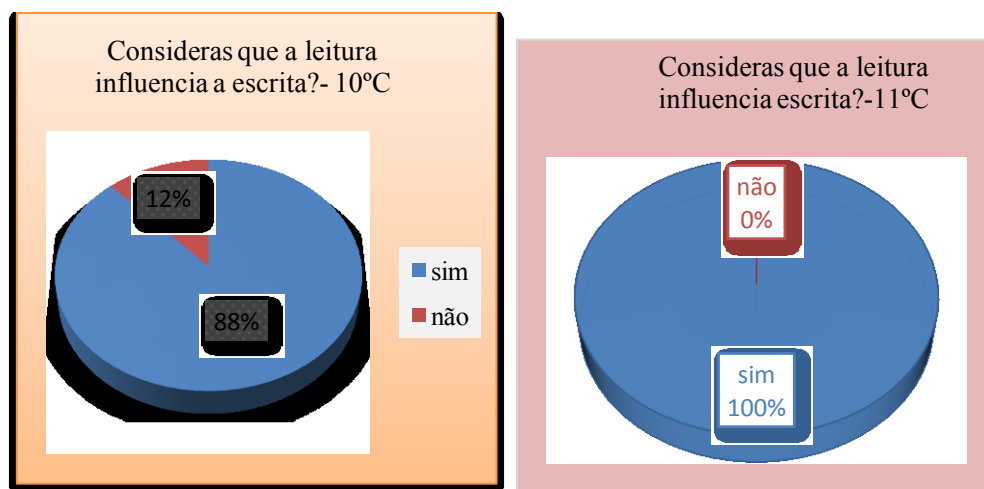 Consideras que a leitura
influencia a escrita?- 10ºC
12%
88%
sim
não
Consideras que a leitura
influencia escrita?-11ºC
não
0%
sim
100%